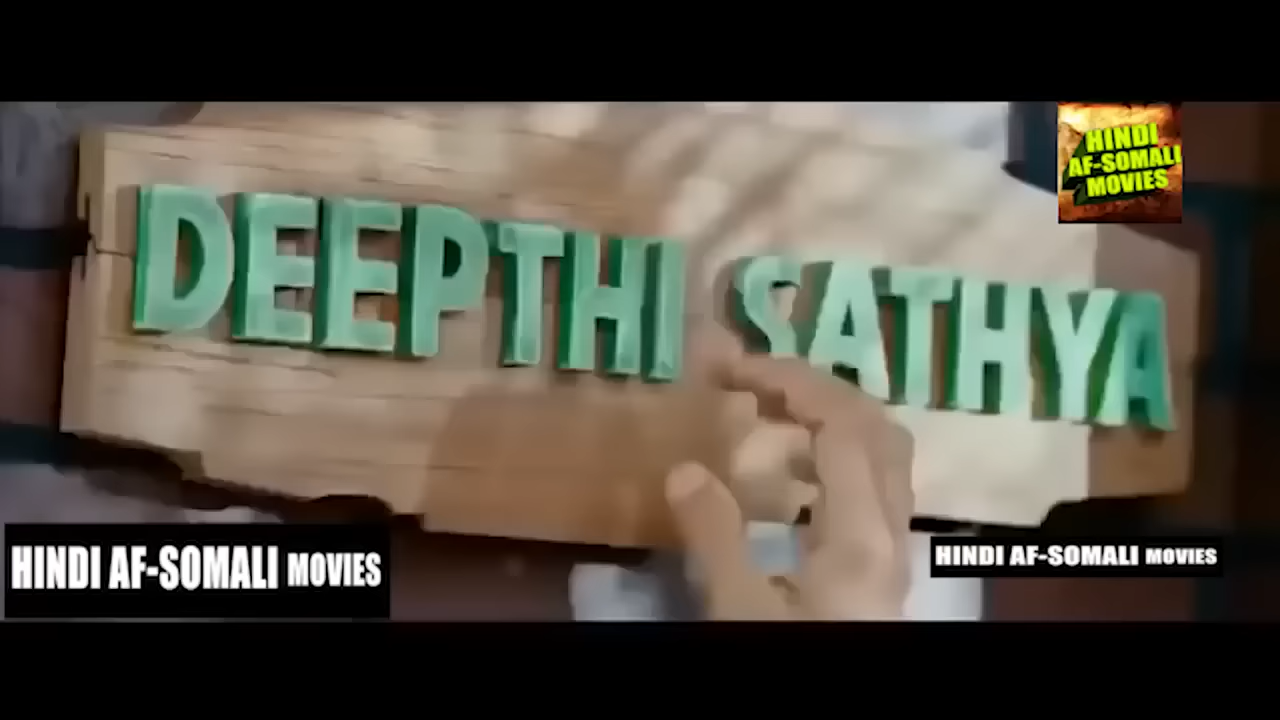 HINDI
AF-SOMALI
MOVIES
DEEPTHI SATHYA
HINDI AF-SOMALI MOVIES
HINDI AF-SOMALI MOVIES